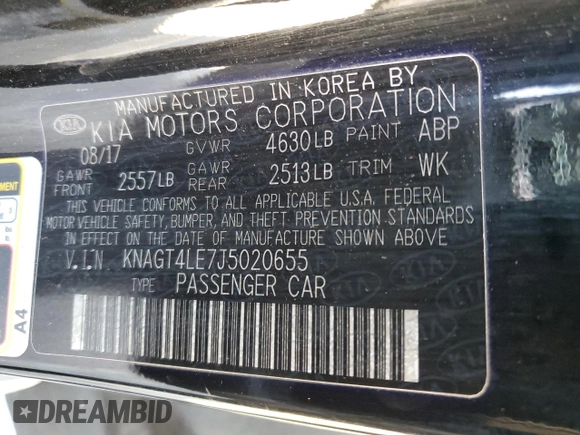 MANUFACTURED IN KOREA BY
KIA KIA MOTORS CORPORATION
08/17 GVWR 4630LB PAINT ABP
GAWR FRONT 2557LB GAWR REAR 2513LB TRIM WK
THIS VEHICLE CONFORMS TO ALL APPLICABLE U.S.A. FEDERAL
MOTOR VEHICLE SAFETY, BUMPER, AND THEFT PREVENTION STANDARDS
IN EFFECT ON THE DATE OF MANUFACTURE SHOWN ABOVE.
V.I.N KNAGT4LE7J5020655
TYPE PASSENGER CAR
A4
DREAMBID